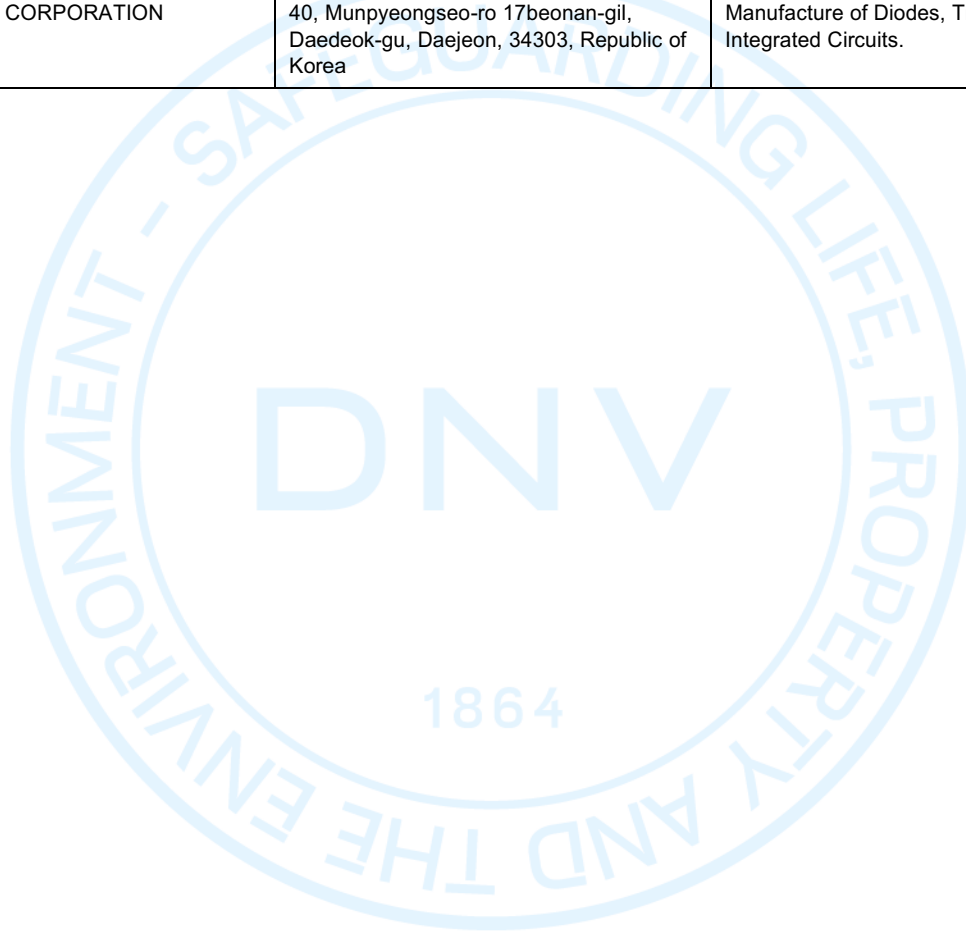 CORPORATION
40, Munpyeongseo-ro 17beonan-gil,
Daedeok-gu, Daejeon, 34303, Republic of
Korea
Manufacture of Diodes, T
Integrated Circuits.
SAFEGUARDING LIFE, PROPERTY AND THE ENVIRONMENT -
DNV
1864